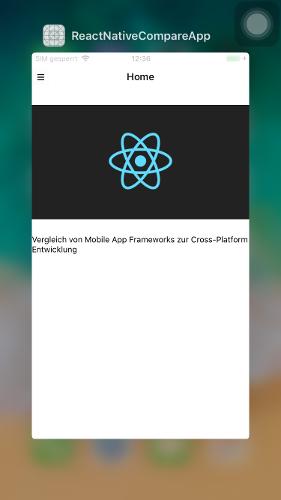 ReactNativeCompareApp
SIM gesperrt 12:36
Home
Vergleich von Mobile App Frameworks zur Cross-Platform
Entwicklung